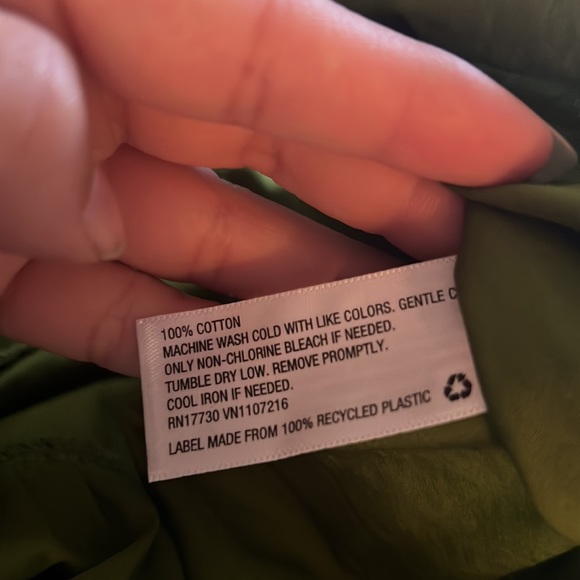 100% COTTON
MACHINE WASH COLD WITH LIKE COLORS. GENTLE C
ONLY NON-CHLORINE BLEACH IF NEEDED.
TUMBLE DRY LOW. REMOVE PROMPTLY.
COOL IRON IF NEEDED.
RN17730 VN1107216
LABEL MADE FROM 100% RECYCLED PLASTIC